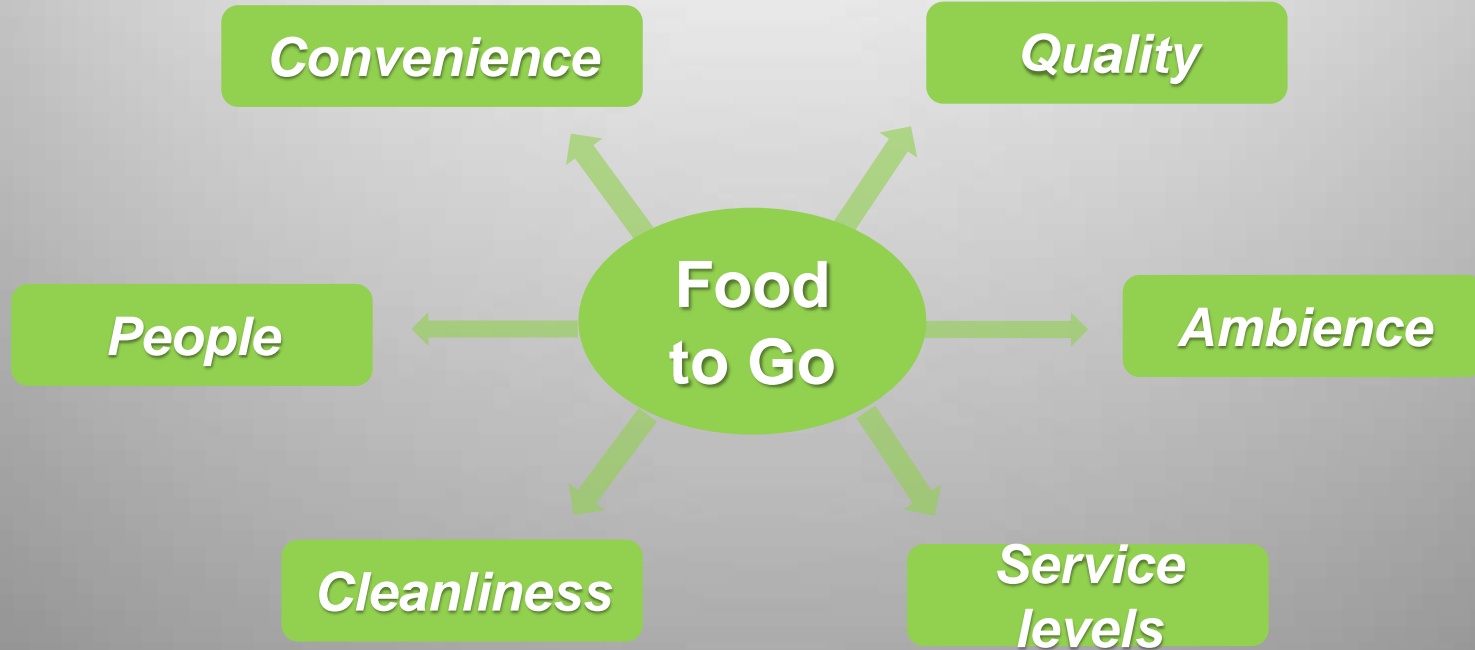 Convenience
Quality
Food
to Go
People
Ambience
Cleanliness
Service
levels